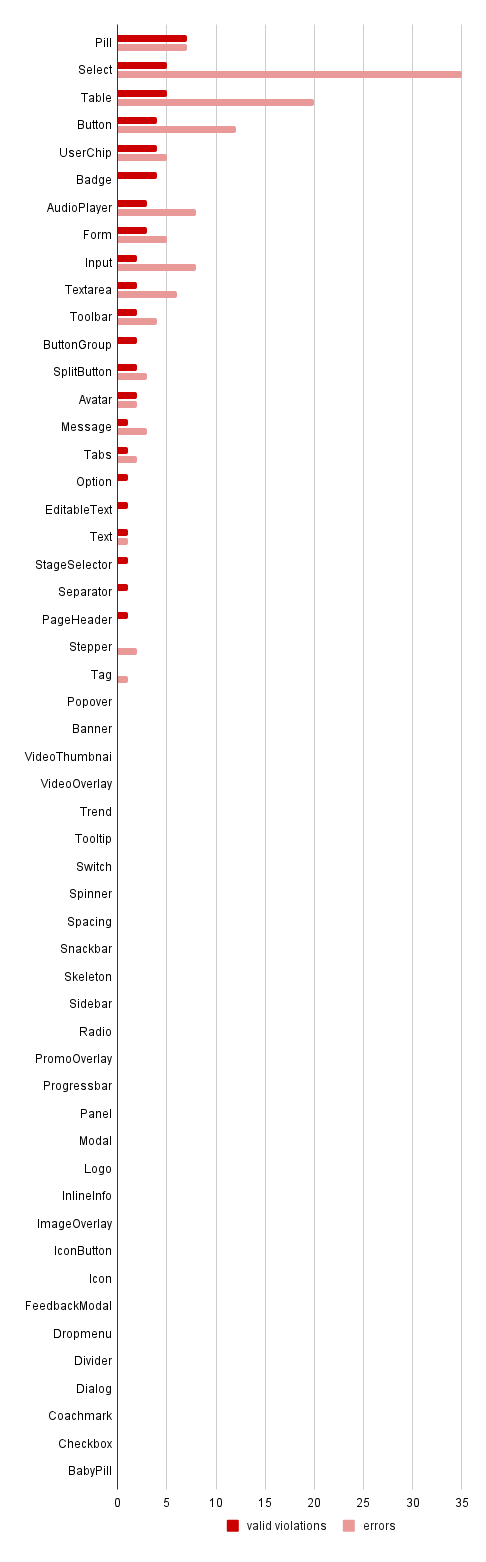 Pill
Select
Table
Button
UserChip
Badge
AudioPlayer
Form
Input
Textarea
Toolbar
ButtonGroup
SplitButton
Avatar
Message
Tabs
Option
EditableText
Text
StageSelector
Separator
PageHeader
Stepper
Tag
Popover
Banner
VideoThumbnai
VideoOverlay
Trend
Tooltip
Switch
Spinner
Spacing
Snackbar
Skeleton
Sidebar
Radio
PromoOverlay
Progressbar
Panel
Modal
Logo
InlineInfo
ImageOverlay
IconButton
Icon
FeedbackModal
Dropmenu
Divider
Dialog
Coachmark
Checkbox
BabyPill
0 5 10 15 20 25 30 35
valid violations errors